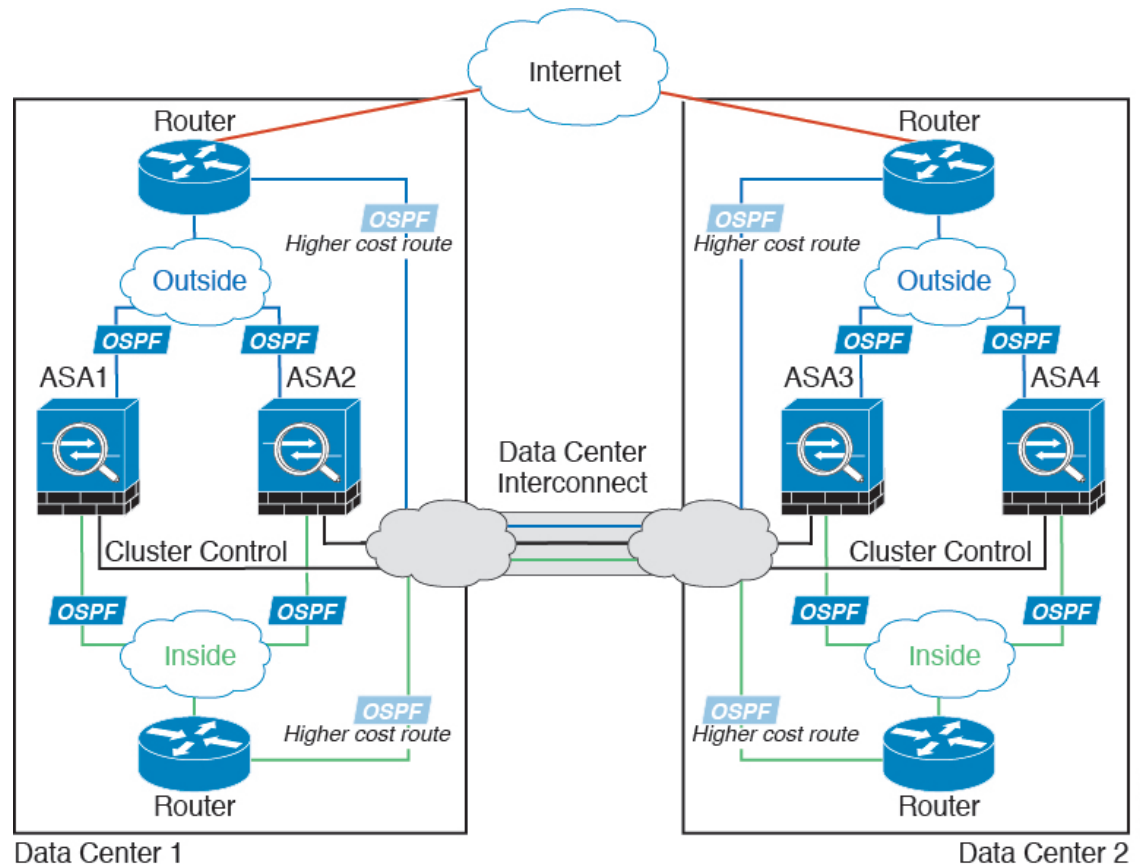 Internet
Router
Router
OSPF
Higher cost route
OSPF
Higher cost route
Outside
Outside
OSPF
OSPF
OSPF
OSPF
ASA1
ASA2
ASA3
ASA4
Data Center
Interconnect
Cluster Control
Cluster Control
OSPF
OSPF
OSPF
OSPF
Inside
Inside
OSPF
Higher cost route
OSPF
Higher cost route
Router
Router
Data Center 1
Data Center 2